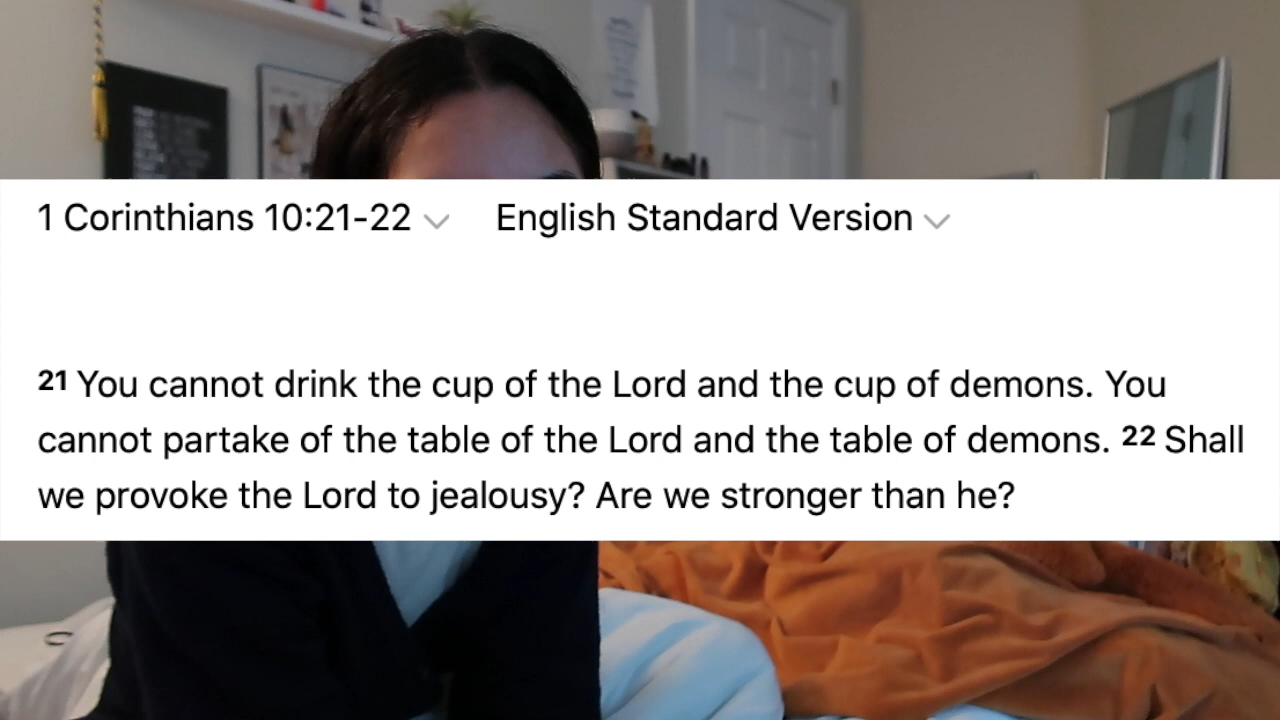 1 Corinthians 10:21-22 English Standard Version
21 You cannot drink the cup of the Lord and the cup of demons. You
cannot partake of the table of the Lord and the table of demons. 22 Shall
we provoke the Lord to jealousy? Are we stronger than he?